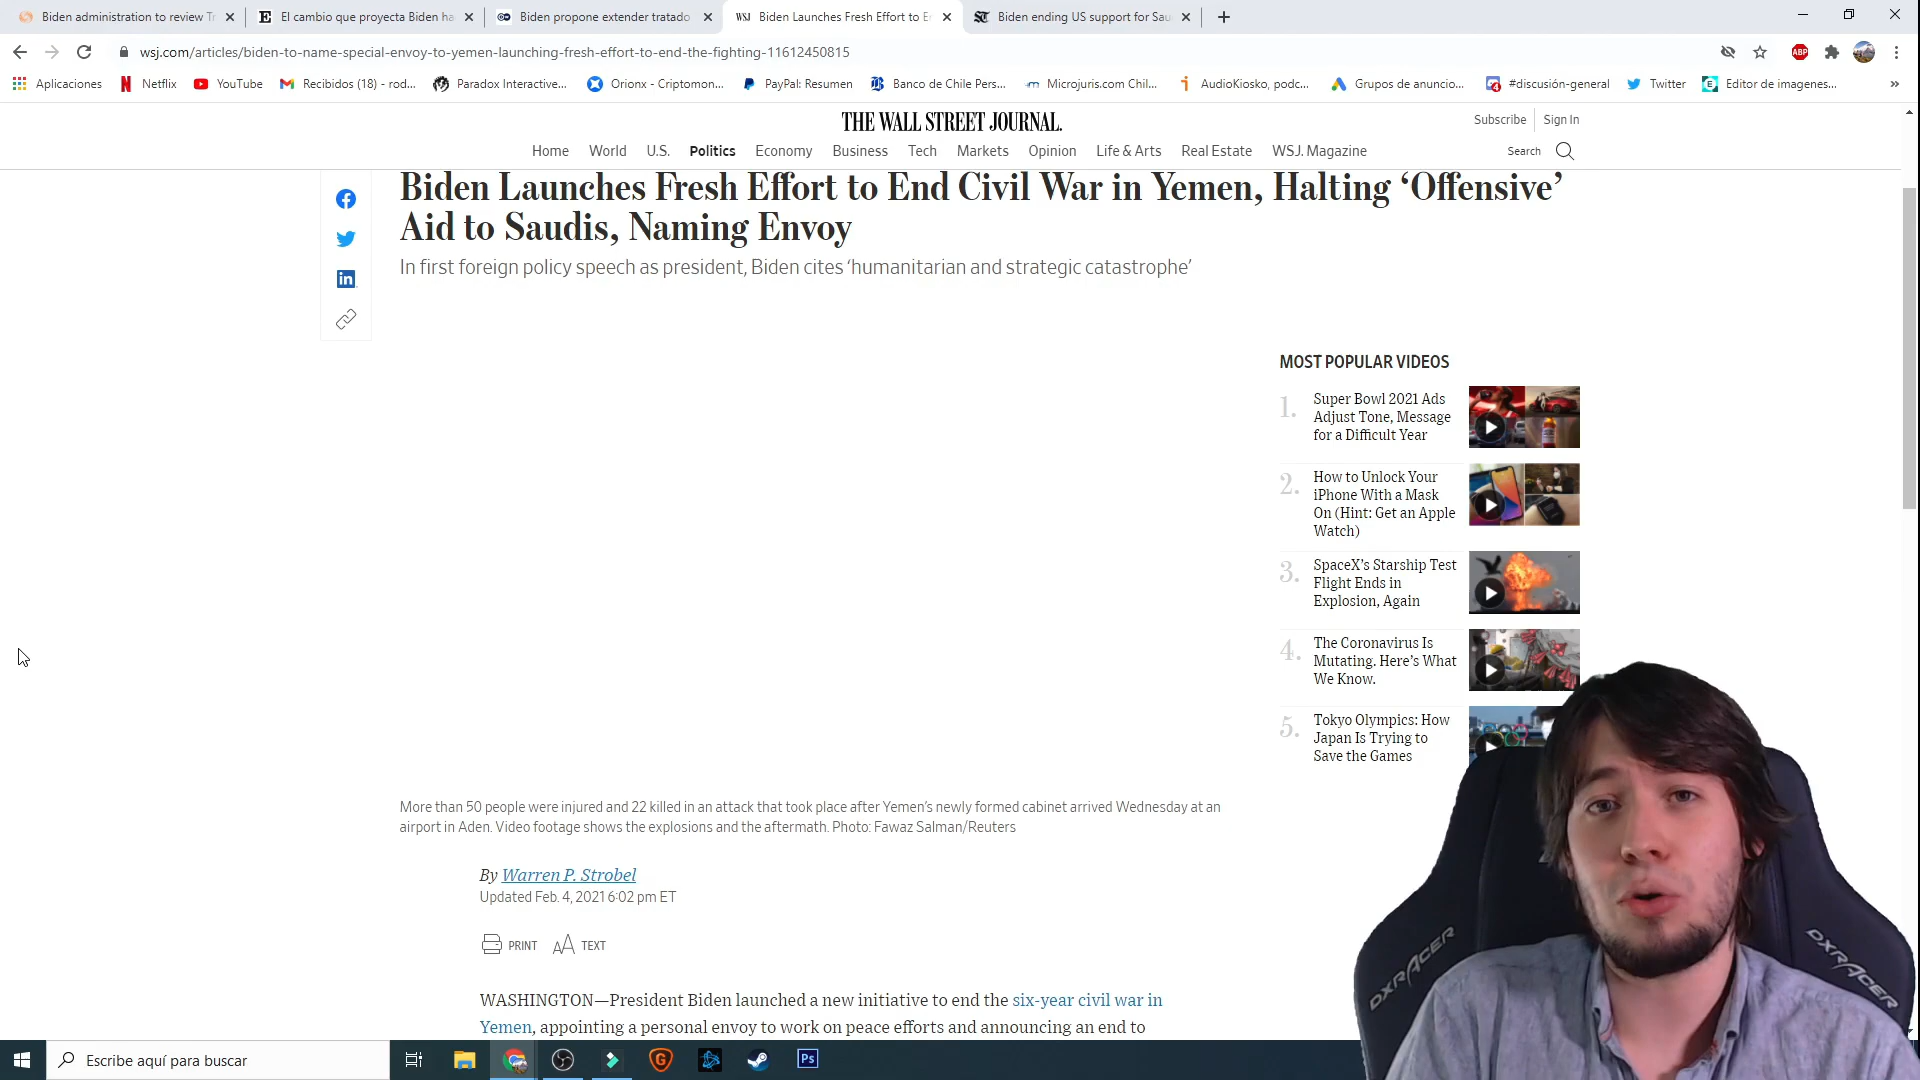 Biden administration to review Tr
El cambio que proyecta Biden ha
Biden propone extender tratado
WSJ Biden Launches Fresh Effort to E
Biden ending US support for Sau
wsj.com/articles/biden-to-name-special-envoy-to-yemen-launching-fresh-effort-to-end-the-fighting-11612450815
ABP
Aplicaciones Netflix YouTube Recibidos (18) - rod... Paradox Interactive... Orionx - Criptomon... PayPal: Resumen Banco de Chile Pers... Microjuris.com Chil... AudioKiosko, podc... Grupos de anuncio... #discusión-general Twitter Editor de imagenes... »
THE WALL STREET JOURNAL.
Subscribe Sign In
Home World U.S. Politics Economy Business Tech Markets Opinion Life & Arts Real Estate WSJ. Magazine
Search
Biden Launches Fresh Effort to End Civil War in Yemen, Halting ‘Offensive’
Aid to Saudis, Naming Envoy
In first foreign policy speech as president, Biden cites ‘humanitarian and strategic catastrophe’
MOST POPULAR VIDEOS
1. Super Bowl 2021 Ads
Adjust Tone, Message
for a Difficult Year
2. How to Unlock Your
iPhone With a Mask
On (Hint: Get an Apple
Watch)
3. SpaceX’s Starship Test
Flight Ends in
Explosion, Again
4. The Coronavirus Is
Mutating. Here’s What
We Know.
5. Tokyo Olympics: How
Japan Is Trying to
Save the Games
More than 50 people were injured and 22 killed in an attack that took place after Yemen’s newly formed cabinet arrived Wednesday at an
airport in Aden. Video footage shows the explosions and the aftermath. Photo: Fawaz Salman/Reuters
By Warren P. Strobel
Updated Feb. 4, 2021 6:02 pm ET
PRINT AA TEXT
WASHINGTON—President Biden launched a new initiative to end the six-year civil war in
Yemen, appointing a personal envoy to work on peace efforts and announcing an end to
DXRACER
DXRACER
Escribe aquí para buscar
Ps